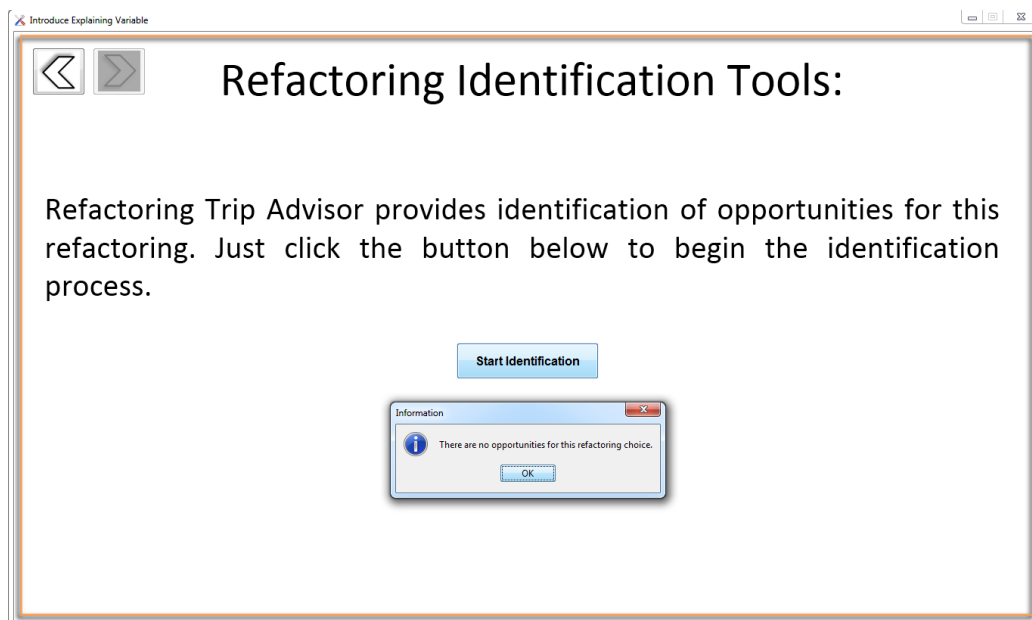 Introduce Explaining Variable
Refactoring Identification Tools:
Refactoring Trip Advisor provides identification of opportunities for this
refactoring. Just click the button below to begin the identification
process.
Start Identification
Information
There are no opportunities for this refactoring choice.
OK